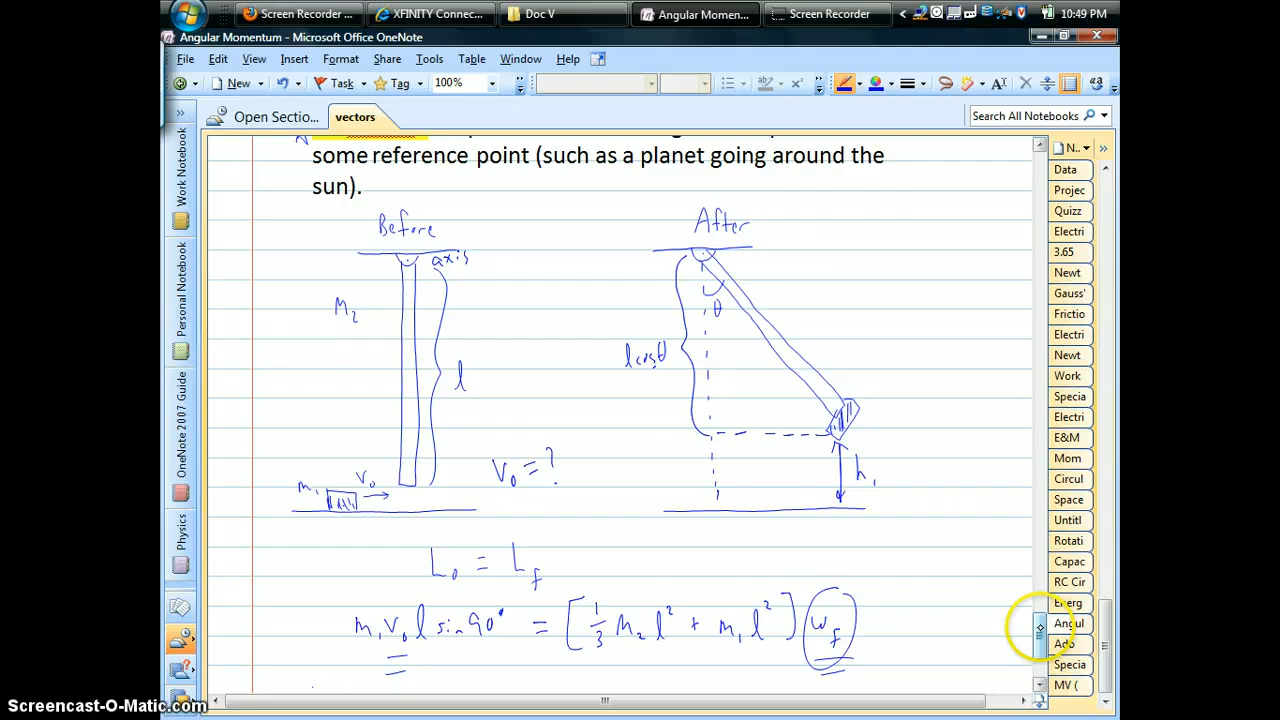 Screen Recorder ...
XFINITY Connec...
Doc V
Angular Momen...
Screen Recorder
10:49 PM
Angular Momentum - Microsoft Office OneNote
File Edit View Insert Format Share Tools Table Window Help
New Task Tag 100%
Open Sectio... vectors
Search All Notebooks
Work Notebook
Personal Notebook
OneNote 2007 Guide
Physics
some reference point (such as a planet going around the
sun).
Before
axis
M₂
l
m₁
v₀
v₀ = ?
After
θ
l cosθ
h₁
L₀ = L_f
m₁v₀ l sin 90° = [1/3 M₂ l² + m₁ l²] ω_f
N..
Data
Projec
Quizz
Electri
3.65
Newt
Gauss'
Frictio
Electri
Newt
Work
Specia
Electri
E&M
Mom
Circul
Space
Untitl
Rotati
Capac
RC Cir
Energ
Angul
Ado
Specia
MV (
Screencast-O-Matic.com